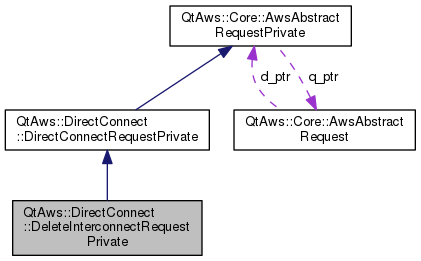 QtAws::Core::AwsAbstract
RequestPrivate
d_ptr
q_ptr
QtAws::DirectConnect
::DirectConnectRequestPrivate
QtAws::Core::AwsAbstract
Request
QtAws::DirectConnect
::DeleteInterconnectRequest
Private